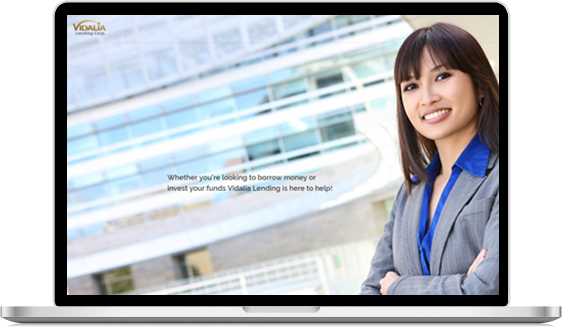 VIDALIA
Lending Corp.
Whether you're looking to borrow money or
invest your funds Vidalia Lending is here to help!